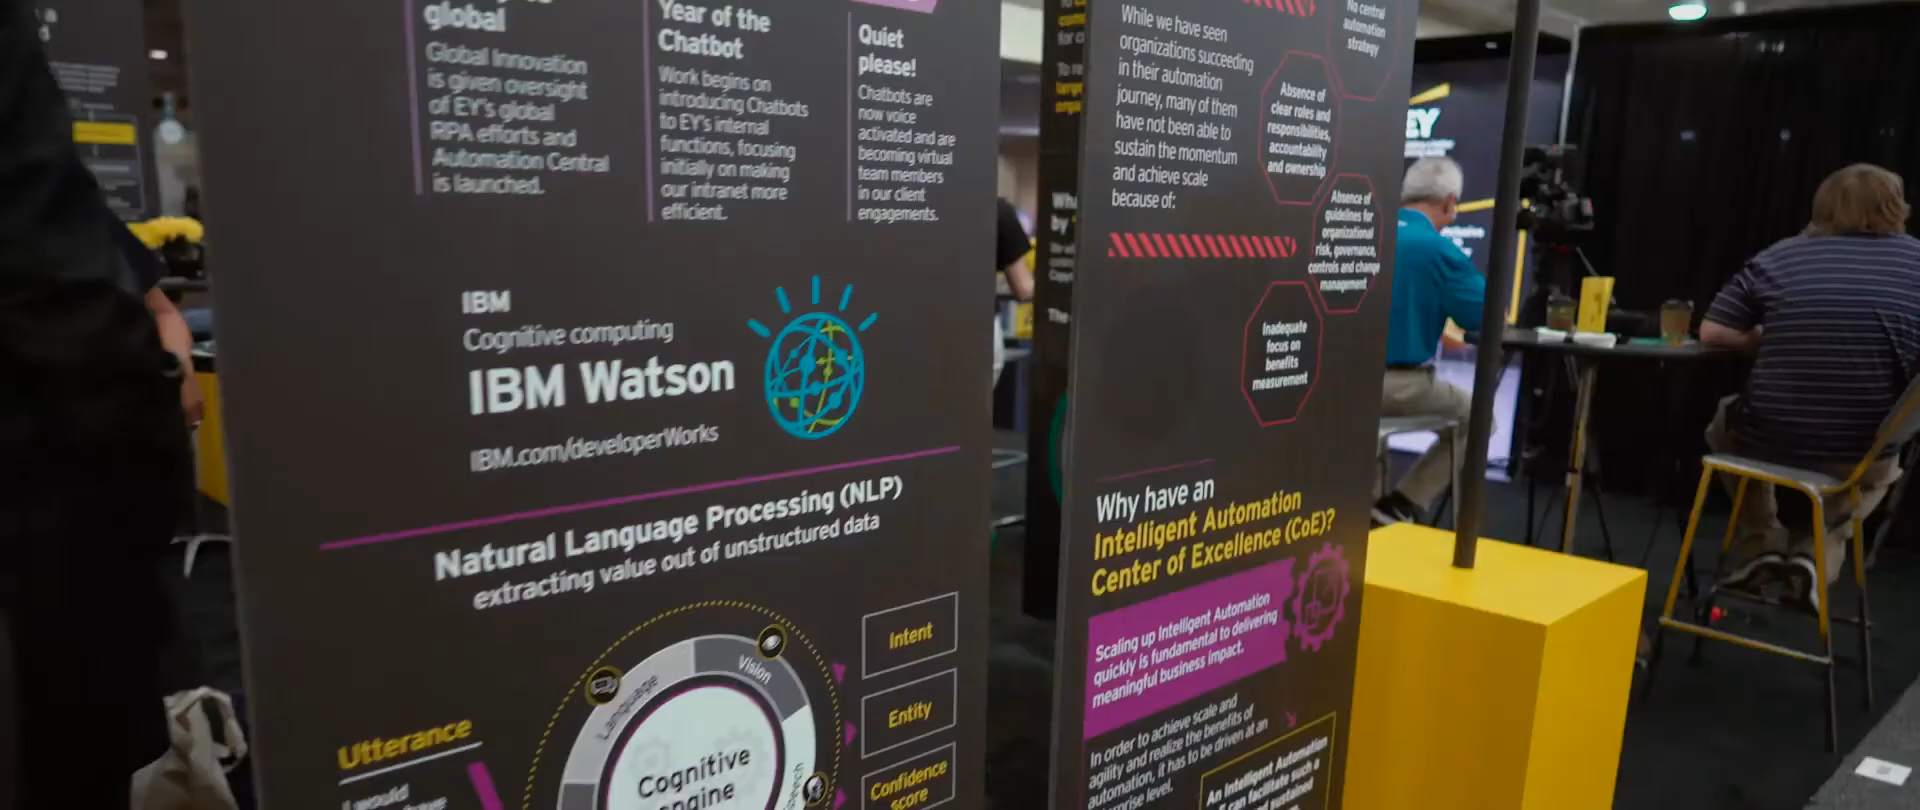 global
Global Innovation
is given oversight
of EY's global
RPA efforts and
Automation Central
is launched.
Year of the
Chatbot
Work begins on
introducing Chatbots
to EY's internal
functions, focusing
initially on making
our intranet more
efficient.
Quiet
please!
Chatbots are
now voice
activated and are
becoming virtual
team members
in our client
engagements.
IBM
Cognitive computing
IBM Watson
IBM.com/developerWorks
Natural Language Processing (NLP)
extracting value out of unstructured data
Utterance
I would
Language
Vision
Cognitive
Intent
Entity
Confidence
score
While we have seen
organizations succeeding
in their automation
journey, many of them
have not been able to
sustain the momentum
and achieve scale
because of:
No central
automation
strategy
Absence of
clear roles and
responsibilities,
accountability
and ownership
Absence of
guidelines for
organizational
risk, governance,
controls and change
management
Inadequate
focus on
benefits
measurement
Why have an
Intelligent Automation
Center of Excellence (CoE)?
Scaling up Intelligent Automation
quickly is fundamental to delivering
meaningful business impact.
In order to achieve scale and
agility and realize the benefits of
automation, it has to be driven at an
level.
An Intelligent Automation
can facilitate such a
sustained
EY